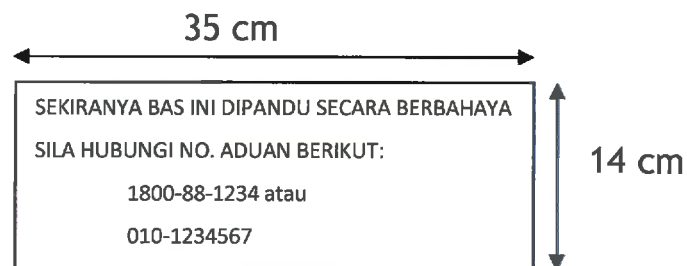 35 cm
SEKIRANYA BAS INI DIPANDU SECARA BERBAHAYA
SILA HUBUNGI NO. ADUAN BERIKUT:
14 cm
1800-88-1234 atau
010-1234567